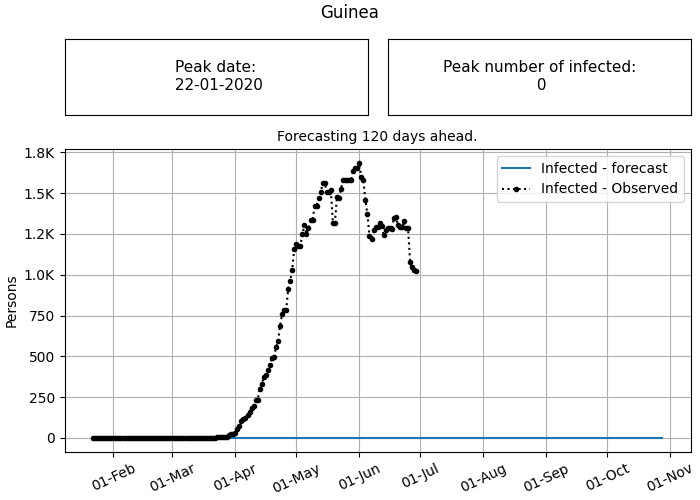 Guinea
Peak date:
22-01-2020
Peak number of infected:
0
Forecasting 120 days ahead.
Infected - forecast
Infected - Observed
Persons
1.8K
1.5K
1.2K
1.0K
750
500
250
0
01-Feb
01-Mar
01-Apr
01-May
01-Jun
01-Jul
01-Aug
01-Sep
01-Oct
01-Nov